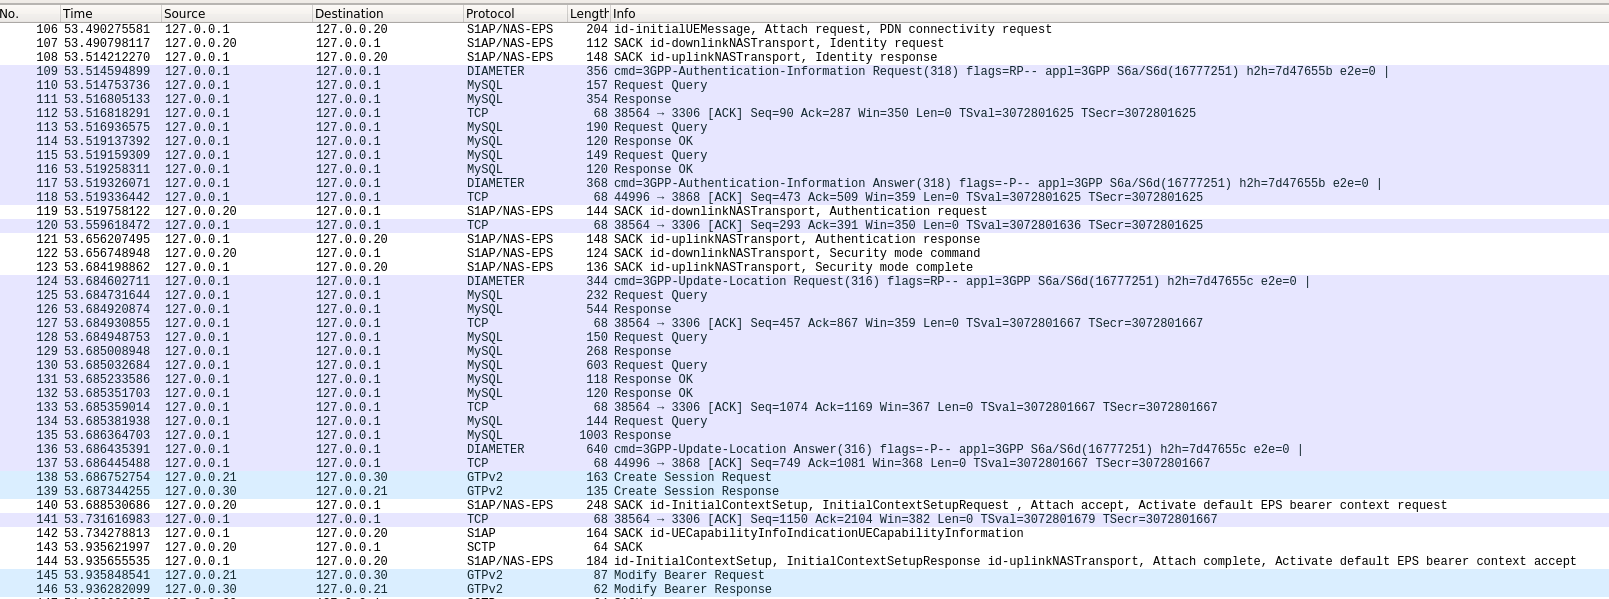 No. Time Source Destination Protocol Length Info
106 53.490275581 127.0.0.1 127.0.0.20 S1AP/NAS-EPS 204 id-initialUEMessage, Attach request, PDN connectivity request
107 53.490798117 127.0.0.20 127.0.0.1 S1AP/NAS-EPS 112 SACK id-downlinkNASTransport, Identity request
108 53.514212270 127.0.0.1 127.0.0.20 S1AP/NAS-EPS 148 SACK id-uplinkNASTransport, Identity response
109 53.514594899 127.0.0.1 127.0.0.1 DIAMETER 356 cmd=3GPP-Authentication-Information Request(318) flags=RP-- appl=3GPP S6a/S6d(16777251) h2h=7d47655b e2e=0 |
110 53.514753736 127.0.0.1 127.0.0.1 MySQL 157 Request Query
111 53.516805133 127.0.0.1 127.0.0.1 MySQL 354 Response
112 53.516818291 127.0.0.1 127.0.0.1 TCP 68 38564 → 3306 [ACK] Seq=90 Ack=287 Win=350 Len=0 TSval=3072801625 TSecr=3072801625
113 53.516936575 127.0.0.1 127.0.0.1 MySQL 190 Request Query
114 53.519137392 127.0.0.1 127.0.0.1 MySQL 120 Response OK
115 53.519159309 127.0.0.1 127.0.0.1 MySQL 149 Request Query
116 53.519258311 127.0.0.1 127.0.0.1 MySQL 120 Response OK
117 53.519326071 127.0.0.1 127.0.0.1 DIAMETER 368 cmd=3GPP-Authentication-Information Answer(318) flags=-P-- appl=3GPP S6a/S6d(16777251) h2h=7d47655b e2e=0 |
118 53.519336442 127.0.0.1 127.0.0.1 TCP 68 44996 → 3868 [ACK] Seq=473 Ack=509 Win=359 Len=0 TSval=3072801625 TSecr=3072801625
119 53.519758122 127.0.0.20 127.0.0.1 S1AP/NAS-EPS 144 SACK id-downlinkNASTransport, Authentication request
120 53.559618472 127.0.0.1 127.0.0.1 TCP 68 38564 → 3306 [ACK] Seq=293 Ack=391 Win=350 Len=0 TSval=3072801636 TSecr=3072801625
121 53.656207495 127.0.0.1 127.0.0.20 S1AP/NAS-EPS 148 SACK id-uplinkNASTransport, Authentication response
122 53.656748948 127.0.0.20 127.0.0.1 S1AP/NAS-EPS 124 SACK id-downlinkNASTransport, Security mode command
123 53.684198862 127.0.0.1 127.0.0.20 S1AP/NAS-EPS 136 SACK id-uplinkNASTransport, Security mode complete
124 53.684602711 127.0.0.1 127.0.0.1 DIAMETER 344 cmd=3GPP-Update-Location Request(316) flags=RP-- appl=3GPP S6a/S6d(16777251) h2h=7d47655c e2e=0 |
125 53.684731644 127.0.0.1 127.0.0.1 MySQL 232 Request Query
126 53.684920874 127.0.0.1 127.0.0.1 MySQL 544 Response
127 53.684930855 127.0.0.1 127.0.0.1 TCP 68 38564 → 3306 [ACK] Seq=457 Ack=867 Win=359 Len=0 TSval=3072801667 TSecr=3072801667
128 53.684948753 127.0.0.1 127.0.0.1 MySQL 150 Request Query
129 53.685008948 127.0.0.1 127.0.0.1 MySQL 268 Response
130 53.685032684 127.0.0.1 127.0.0.1 MySQL 603 Request Query
131 53.685233586 127.0.0.1 127.0.0.1 MySQL 118 Response OK
132 53.685351703 127.0.0.1 127.0.0.1 MySQL 120 Response OK
133 53.685359014 127.0.0.1 127.0.0.1 TCP 68 38564 → 3306 [ACK] Seq=1074 Ack=1169 Win=367 Len=0 TSval=3072801667 TSecr=3072801667
134 53.685381938 127.0.0.1 127.0.0.1 MySQL 144 Request Query
135 53.686364703 127.0.0.1 127.0.0.1 MySQL 1003 Response
136 53.686435391 127.0.0.1 127.0.0.1 DIAMETER 640 cmd=3GPP-Update-Location Answer(316) flags=-P-- appl=3GPP S6a/S6d(16777251) h2h=7d47655c e2e=0 |
137 53.686445488 127.0.0.1 127.0.0.1 TCP 68 44996 → 3868 [ACK] Seq=749 Ack=1081 Win=368 Len=0 TSval=3072801667 TSecr=3072801667
138 53.686752754 127.0.0.21 127.0.0.30 GTPv2 163 Create Session Request
139 53.687344255 127.0.0.30 127.0.0.21 GTPv2 135 Create Session Response
140 53.688530686 127.0.0.20 127.0.0.1 S1AP/NAS-EPS 248 SACK id-InitialContextSetup, InitialContextSetupRequest , Attach accept, Activate default EPS bearer context request
141 53.731616983 127.0.0.1 127.0.0.1 TCP 68 38564 → 3306 [ACK] Seq=1150 Ack=2104 Win=382 Len=0 TSval=3072801679 TSecr=3072801667
142 53.734278813 127.0.0.1 127.0.0.20 S1AP 164 SACK id-UECapabilityInfoIndicationUECapabilityInformation
143 53.935621997 127.0.0.20 127.0.0.1 SCTP 64 SACK
144 53.935655535 127.0.0.1 127.0.0.20 S1AP/NAS-EPS 184 id-InitialContextSetup, InitialContextSetupResponse id-uplinkNASTransport, Attach complete, Activate default EPS bearer context accept
145 53.935848541 127.0.0.21 127.0.0.30 GTPv2 87 Modify Bearer Request
146 53.936282099 127.0.0.30 127.0.0.21 GTPv2 62 Modify Bearer Response